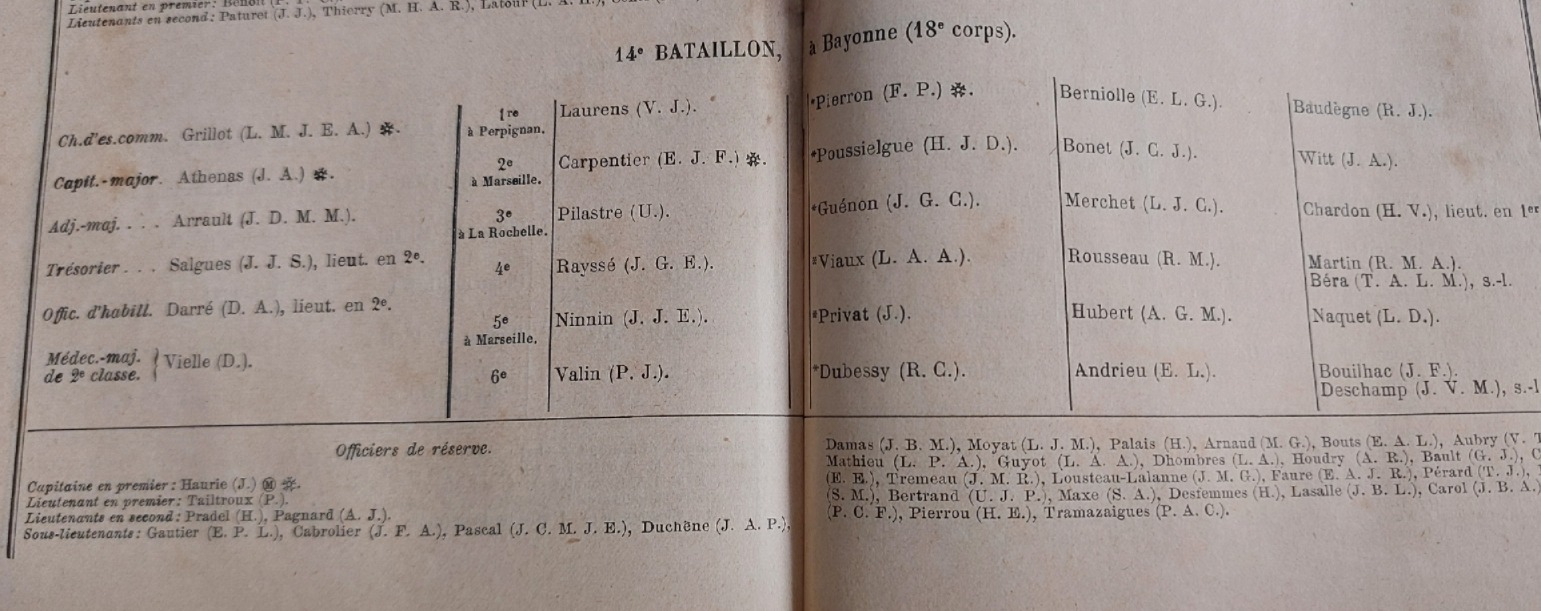 Lieutenant en premier : Benoit
Lieutenants en second : Paturet (J. J.), Thierry (M. H. A. R.), Latour
14e BATAILLON, à Bayonne (18e corps).
Ch.d'es.comm. Grillot (L. M. J. E. A.) ✵.
Capit.-major. Athenas (J. A.) ✵.
Adj.-maj. . . . Arrault (J. D. M. M.).
Trésorier . . . Salgues (J. J. S.), lieut. en 2e.
Offic. d'habill. Darré (D. A.), lieut. en 2e.
Médec.-maj. de 2e classe. { Vielle (D.).
1re à Perpignan. Laurens (V. J.). *Pierron (F. P.) ✵. Berniolle (E. L. G.). Baudègne (R. J.).
2e à Marseille. Carpentier (E. J. F.) ✵. *Poussielgue (H. J. D.). Bonet (J. C. J.). Witt (J. A.).
3e à La Rochelle. Pilastre (U.). *Guénon (J. G. C.). Merchet (L. J. C.). Chardon (H. V.), lieut. en 1er
4e Rayssé (J. G. E.). *Viaux (L. A. A.). Rousseau (R. M.). Martin (R. M. A.).
Béra (T. A. L. M.), s.-l.
5e à Marseille. Ninnin (J. J. E.). *Privat (J.). Hubert (A. G. M.). Naquet (L. D.).
6e Valin (P. J.). *Dubessy (R. C.). Andrieu (E. L.). Bouilhac (J. F.).
Deschamp (J. V. M.), s.-l
Officiers de réserve.
Capitaine en premier : Haurie (J.) ✵.
Lieutenant en premier : Tailtroux (P.).
Lieutenants en second : Pradel (H.), Pagnard (A. J.).
Sous-lieutenants : Gautier (E. P. L.), Cabrolier (J. F. A.), Pascal (J. C. M. J. E.), Duchêne (J. A. P.),
Damas (J. B. M.), Moyat (L. J. M.), Palais (H.), Arnaud (M. G.), Bouts (E. A. L.), Aubry (V.
Mathieu (L. P. A.), Guyot (L. A. A.), Dhombres (L. A.), Houdry (A. R.), Bault (G. J.),
(E. E.), Tremeau (J. M. R.), Lousteau-Lalanne (J. M. G.), Faure (E. A. J. R.), Pérard (T. J.),
(S. M.), Bertrand (U. J. P.), Maxe (S. A.), Desfemmes (H.), Lasalle (J. B. L.), Carol (J. B. A.)
(P. C. F.), Pierrou (H. E.), Tramazaigues (P. A. C.).